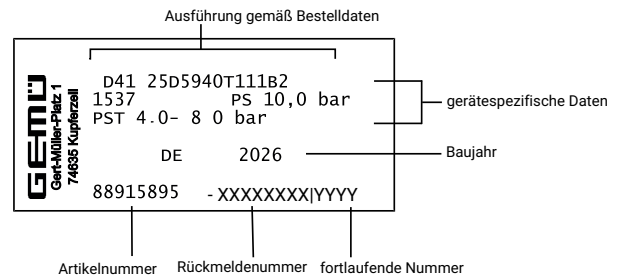 Ausführung gemäß Bestelldaten
GEMÜ
Gert-Müller-Platz 1
74635 Kupferzell
D41 25D5940T111B2
1537 PS 10,0 bar
PST 4.0- 8 0 bar
gerätespezifische Daten
DE 2026
Baujahr
88915895 -XXXXXXXX|YYYY
Artikelnummer Rückmeldenummer fortlaufende Nummer